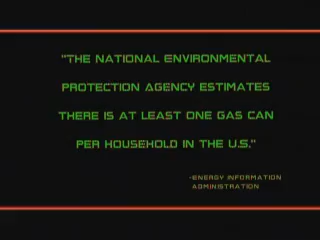 "THE NATIONAL ENVIRONMENTAL
PROTECTION AGENCY ESTIMATES
THERE IS AT LEAST ONE GAS CAN
PER HOUSEHOLD IN THE U.S."
-ENERGY INFORMATION
ADMINISTRATION